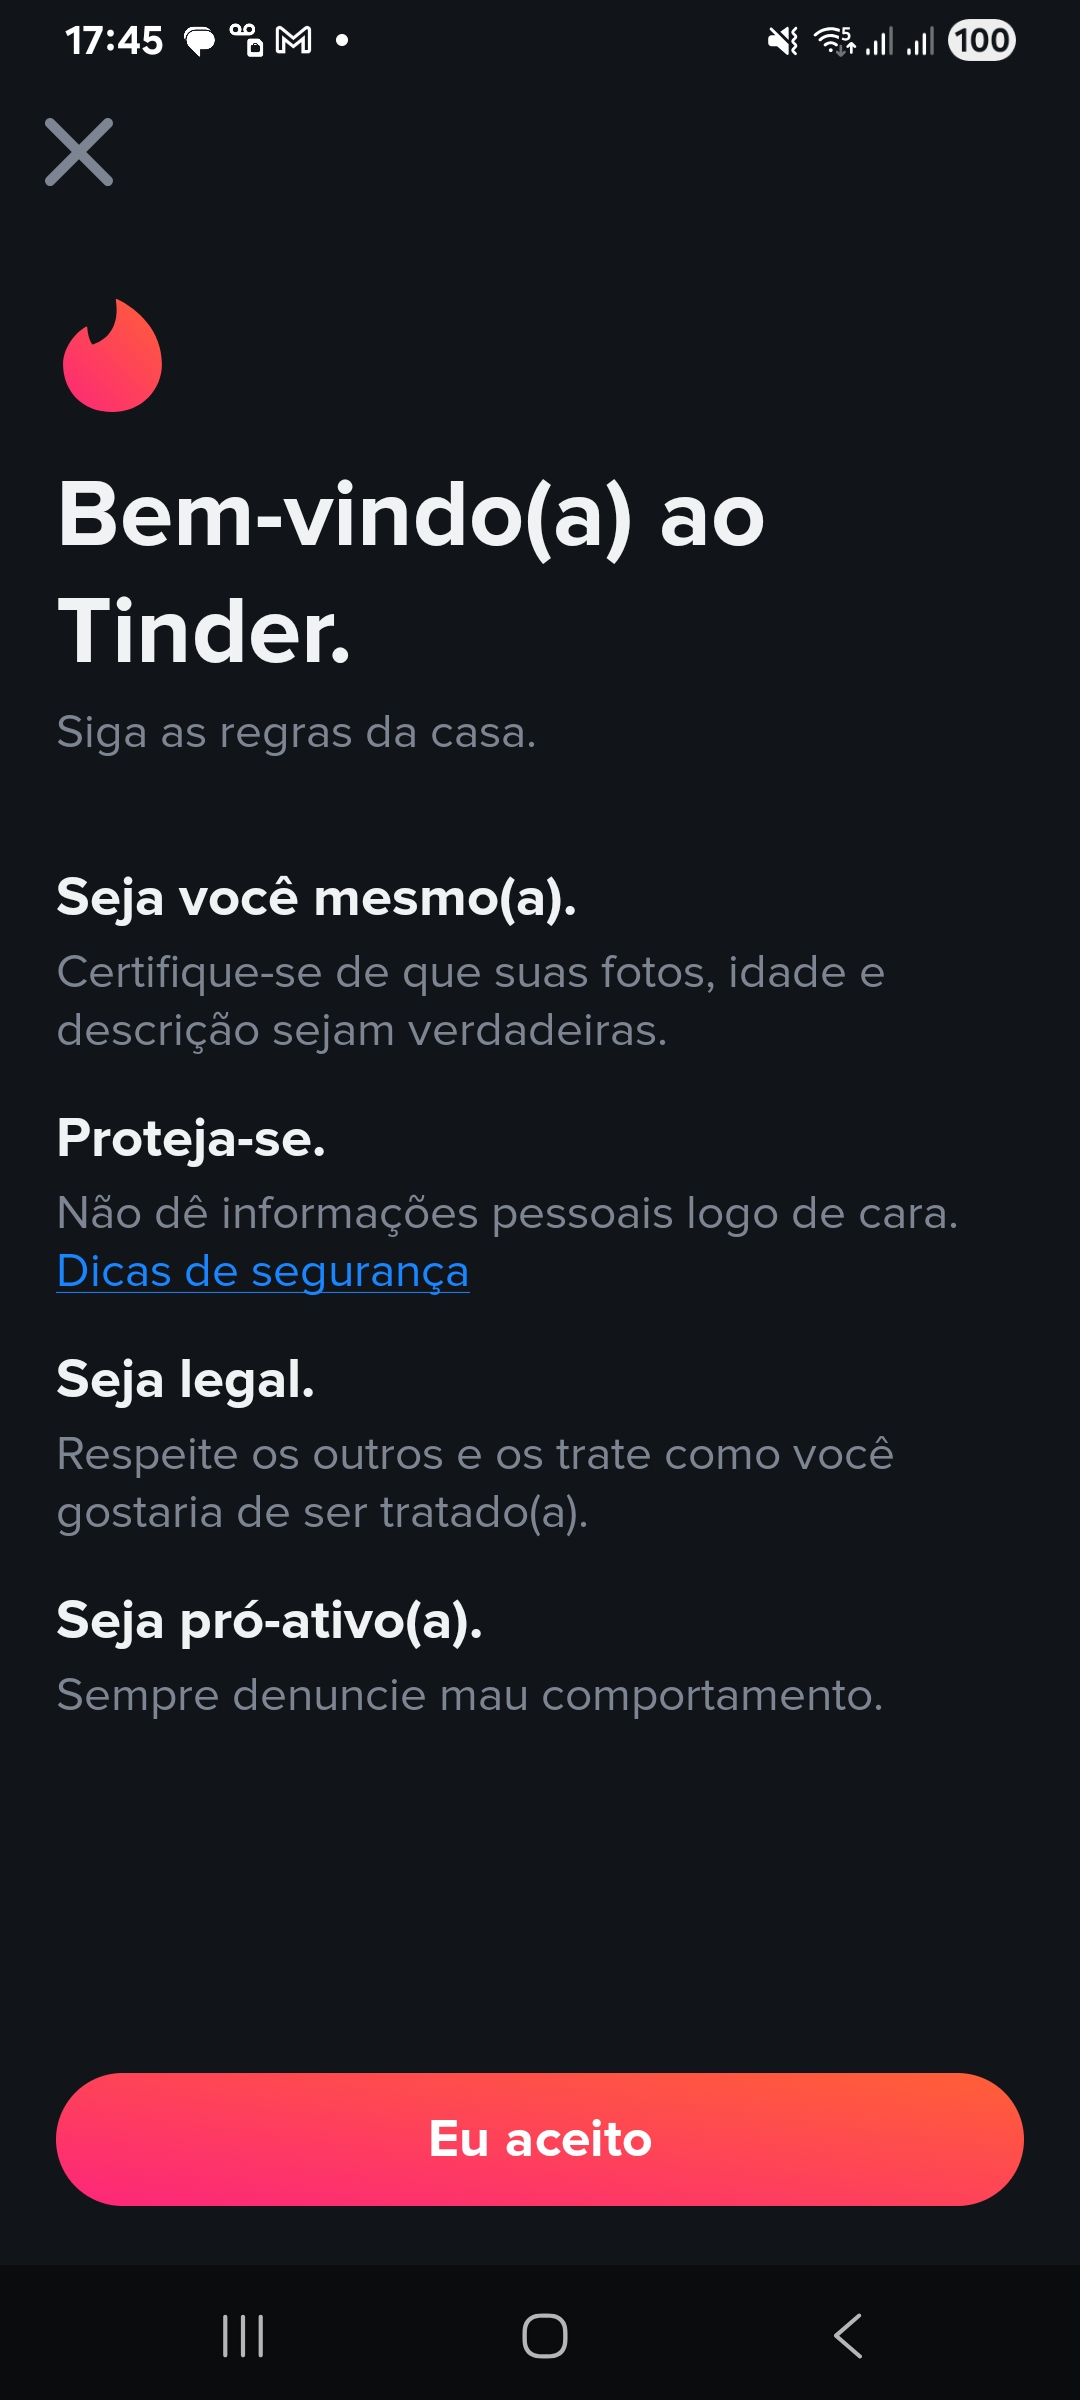 17:45
5
100
Bem-vindo(a) ao
Tinder.
Siga as regras da casa.
Seja você mesmo(a).
Certifique-se de que suas fotos, idade e
descrição sejam verdadeiras.
Proteja-se.
Não dê informações pessoais logo de cara.
Dicas de segurança
Seja legal.
Respeite os outros e os trate como você
gostaria de ser tratado(a).
Seja pró-ativo(a).
Sempre denuncie mau comportamento.
Eu aceito